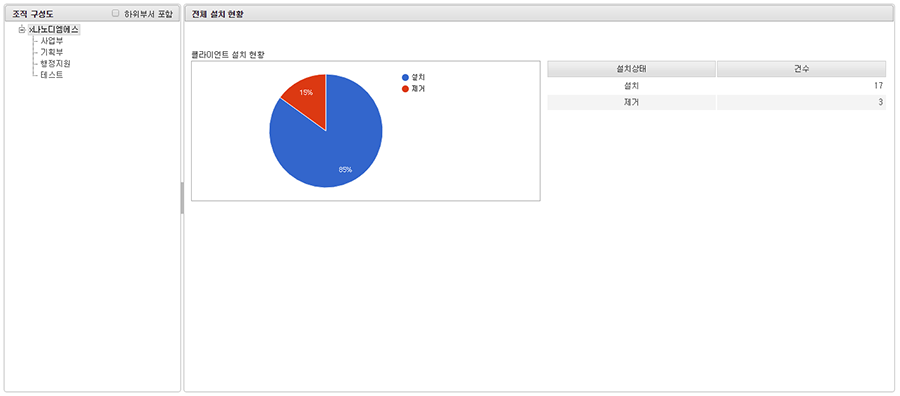 조직 구성도
하위부서 포함
x나노디엠에스
사업부
기획부
행정지원
테스트
전체 설치 현황
클라이언트 설치 현황
15%
85%
설치
제거
설치상태 건수
설치 17
제거 3